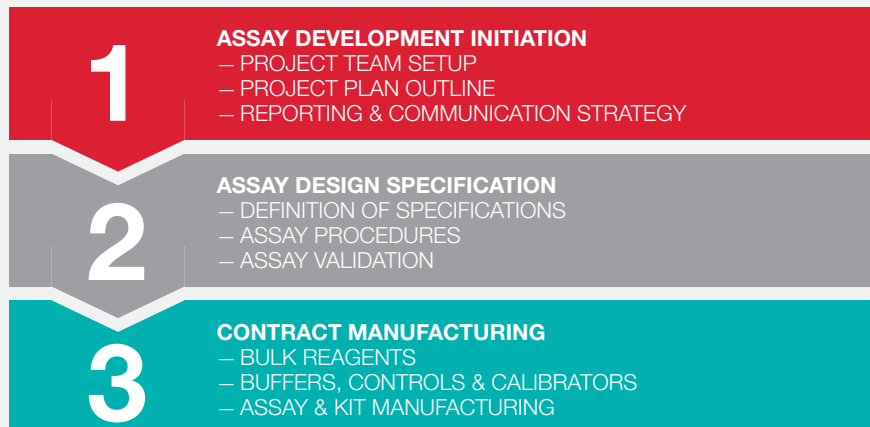 1
ASSAY DEVELOPMENT INITIATION
— PROJECT TEAM SETUP
— PROJECT PLAN OUTLINE
— REPORTING & COMMUNICATION STRATEGY
2
ASSAY DESIGN SPECIFICATION
— DEFINITION OF SPECIFICATIONS
— ASSAY PROCEDURES
— ASSAY VALIDATION
3
CONTRACT MANUFACTURING
— BULK REAGENTS
— BUFFERS, CONTROLS & CALIBRATORS
— ASSAY & KIT MANUFACTURING